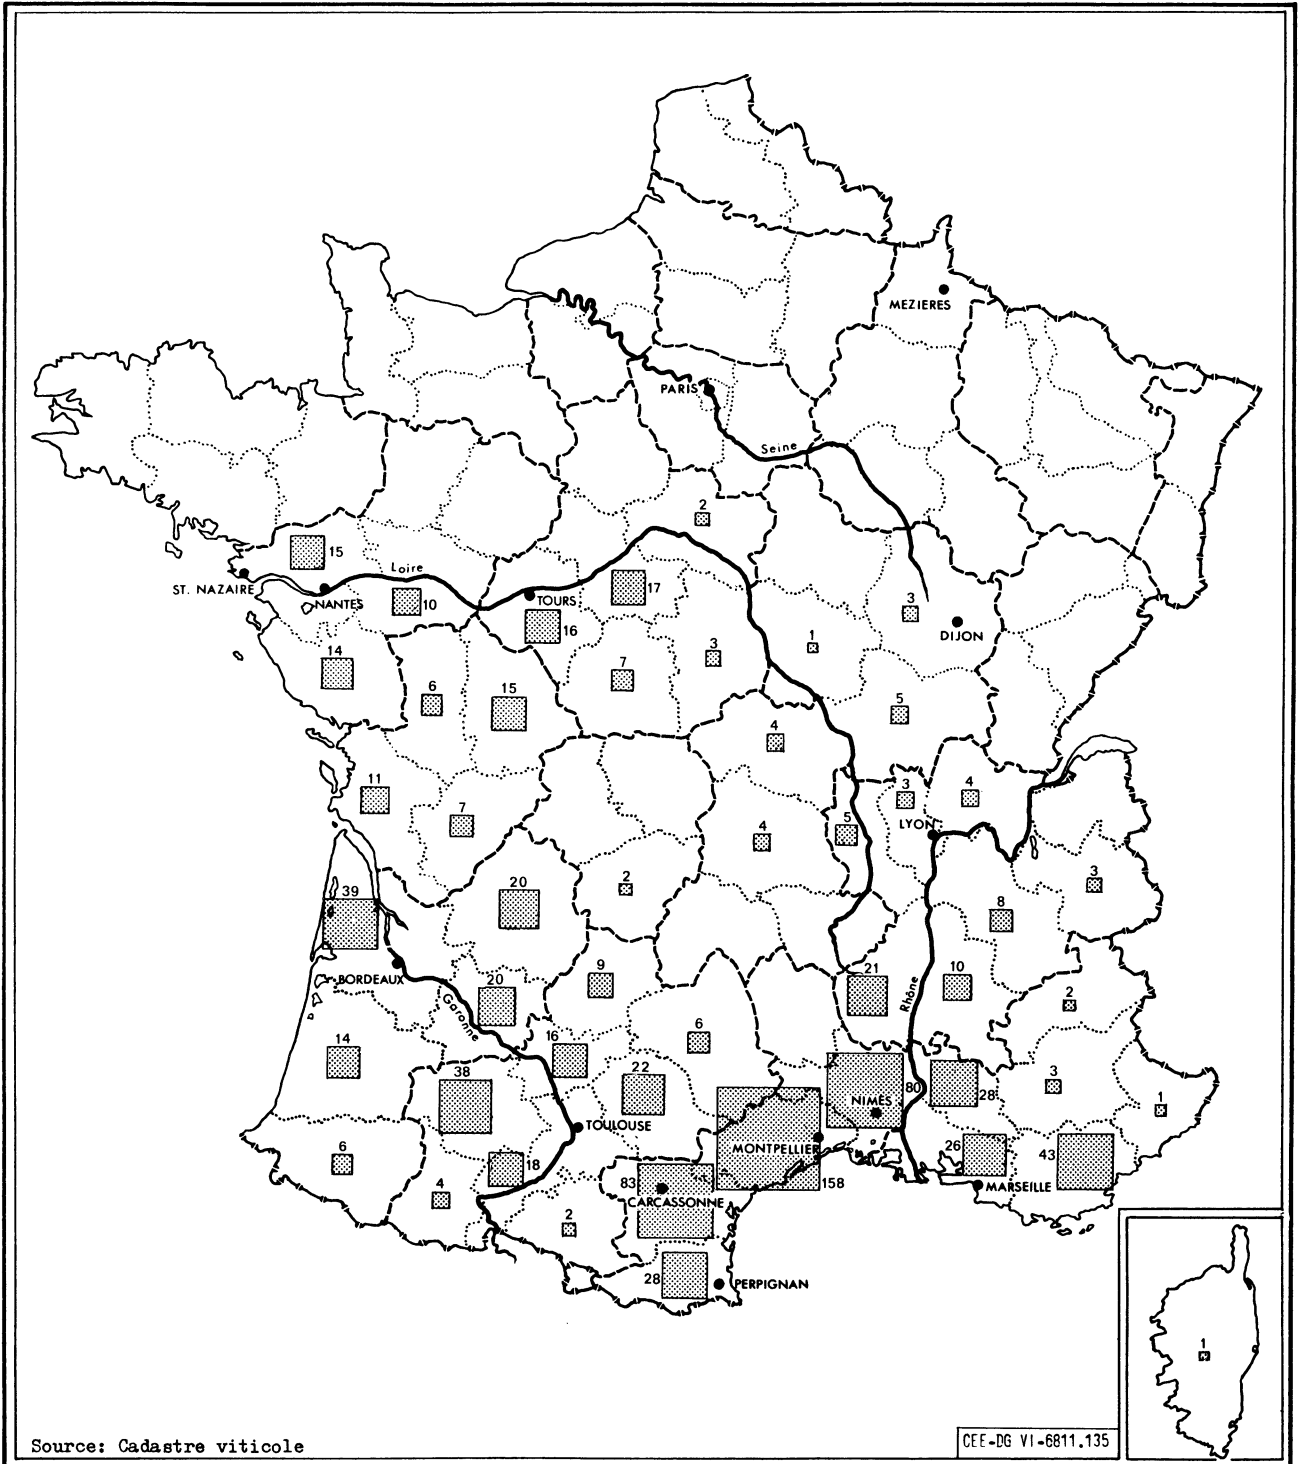 MEZIERES
PARIS
Seine
2
15
Loire
ST. NAZAIRE
NANTES
10
TOURS
17
16
3
DIJON
14
7
3
1
6
15
5
4
11
7
3
4
LYON
5
4
39
20
2
3
8
BORDEAUX
20
9
21
10
Rhône
2
Garonne
14
16
6
38
22
3
80
28
NIMES
1
TOULOUSE
6
18
MONTPELLIER
26
43
4
83
CARCASSONNE
158
MARSEILLE
2
28
PERPIGNAN
1
Source: Cadastre viticole
CEE-DG VI-6811.135